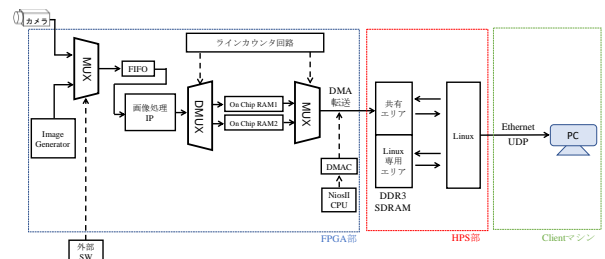 カメラ
MUX
FIFO
Image
Generator
画像処理
IP
ラインカウンタ回路
DMUX
On Chip RAM1
On Chip RAM2
MUX
DMA
転送
DMAC
NiosII
CPU
外部
SW
FPGA部
共有
エリア
Linux
専用
エリア
DDR3
SDRAM
Linux
HPS部
Ethernet
UDP
PC
Clientマシン